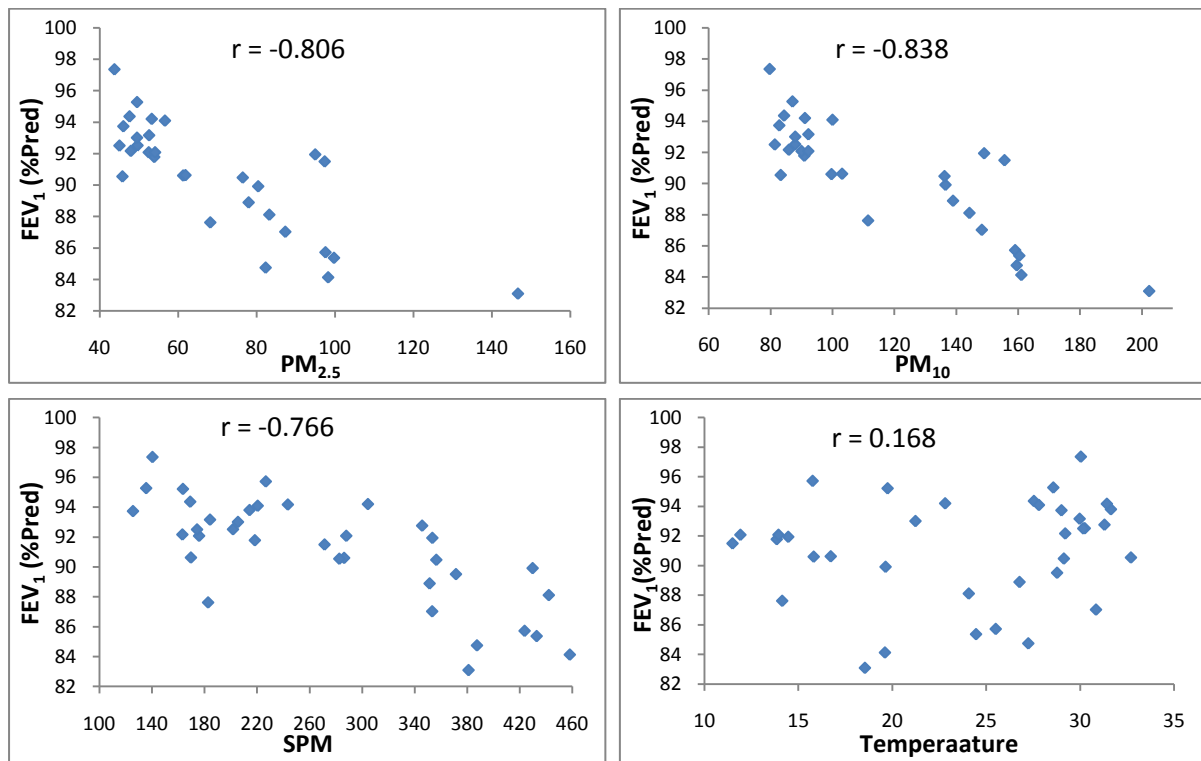 r = -0.806
FEV₁ (%Pred)
100
98
96
94
92
90
88
86
84
82
40 60 80 100 120 140 160
PM₂.₅
r = -0.838
FEV₁ (%Pred)
100
98
96
94
92
90
88
86
84
82
60 80 100 120 140 160 180 200
PM₁₀
r = -0.766
FEV₁ (%Pred)
100
98
96
94
92
90
88
86
84
82
100 140 180 220 260 300 340 380 420 460
SPM
r = 0.168
FEV₁(%Pred)
100
98
96
94
92
90
88
86
84
82
10 15 20 25 30 35
Temperaature